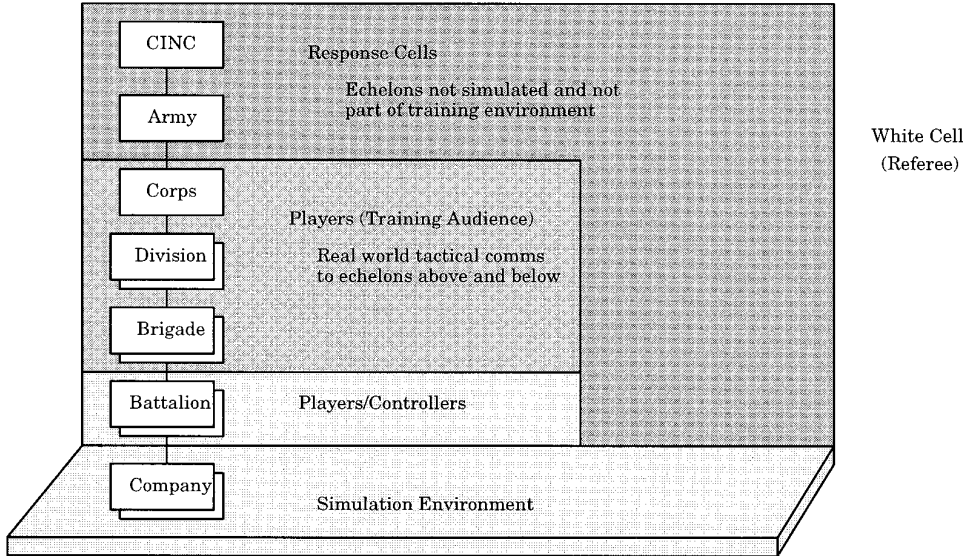 CINC
Response Cells
Echelons not simulated and not
part of training environment
Army
White Cell
(Referee)
Corps
Players (Training Audience)
Division
Real world tactical comms
to echelons above and below
Brigade
Battalion
Players/Controllers
Company
Simulation Environment